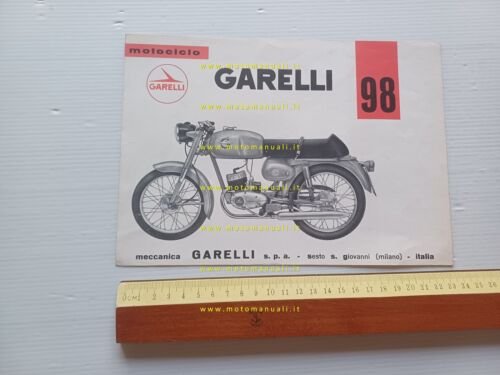 www.motomanuali.it
motociclo
GARELLI
GARELLI
98
www.motomanuali.it
www.motomanuali.it
www.motomanuali.it
www.motomanuali.it
meccanica GARELLI s.p.a. - sesto s. giovanni (milano) - italia
0CM 1 2 3 4 5 6 7 8 9 10 11 12 13 14 15 16 17 18 19 20 21 22 23 24 25 26
www.motomanuali.it
www.motomanuali.it